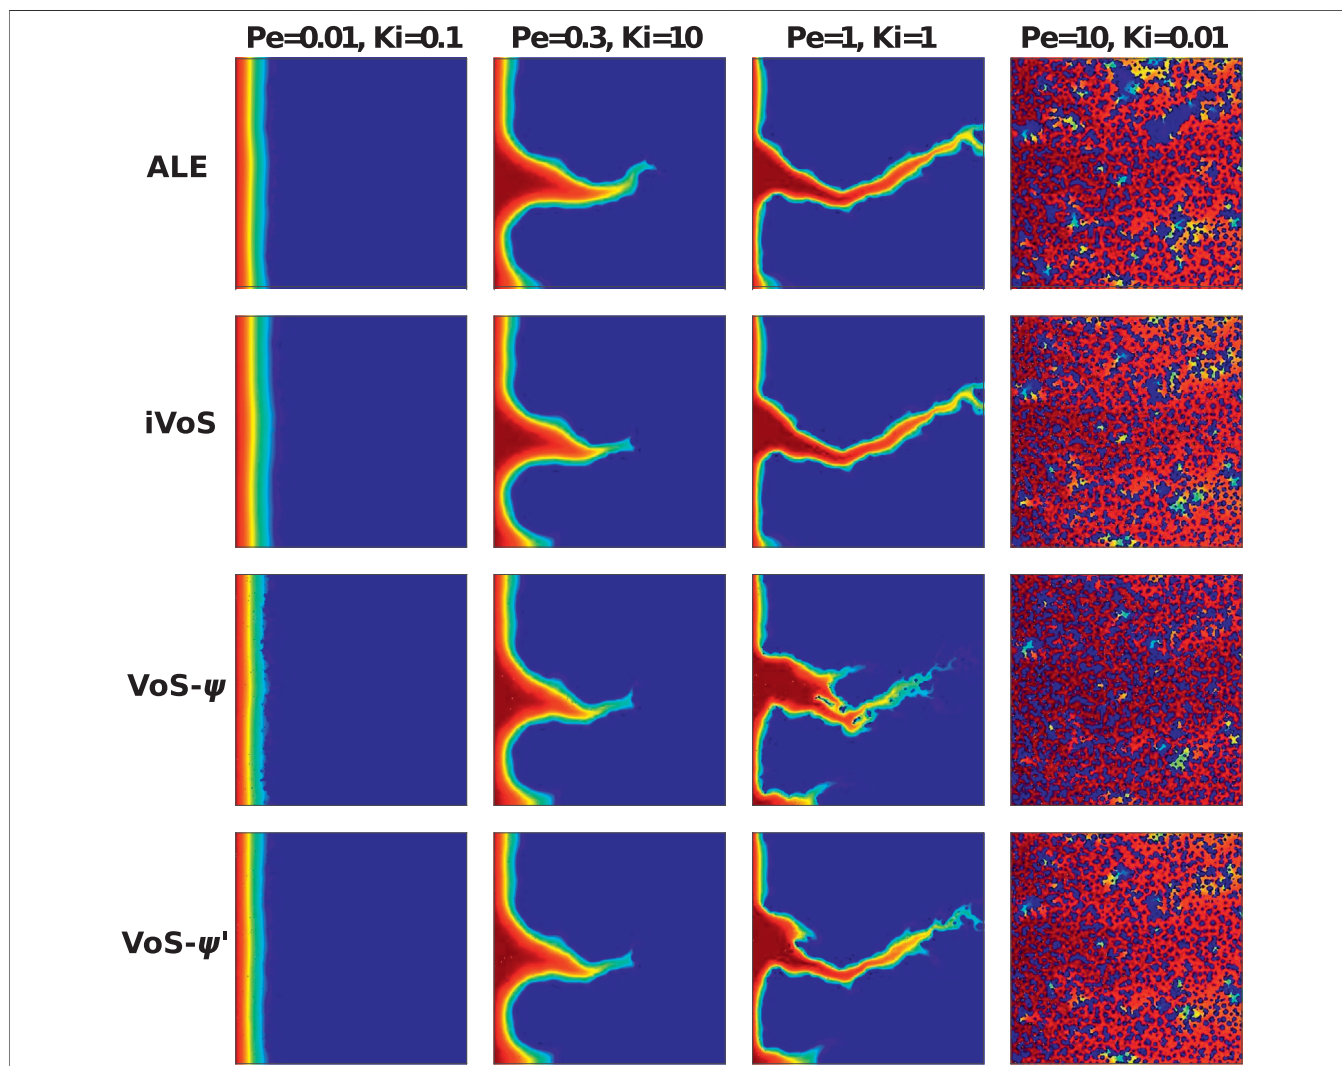 Pe=0.01, Ki=0.1 Pe=0.3, Ki=10 Pe=1, Ki=1 Pe=10, Ki=0.01
ALE
iVoS
VoS-ψ
VoS-ψ'